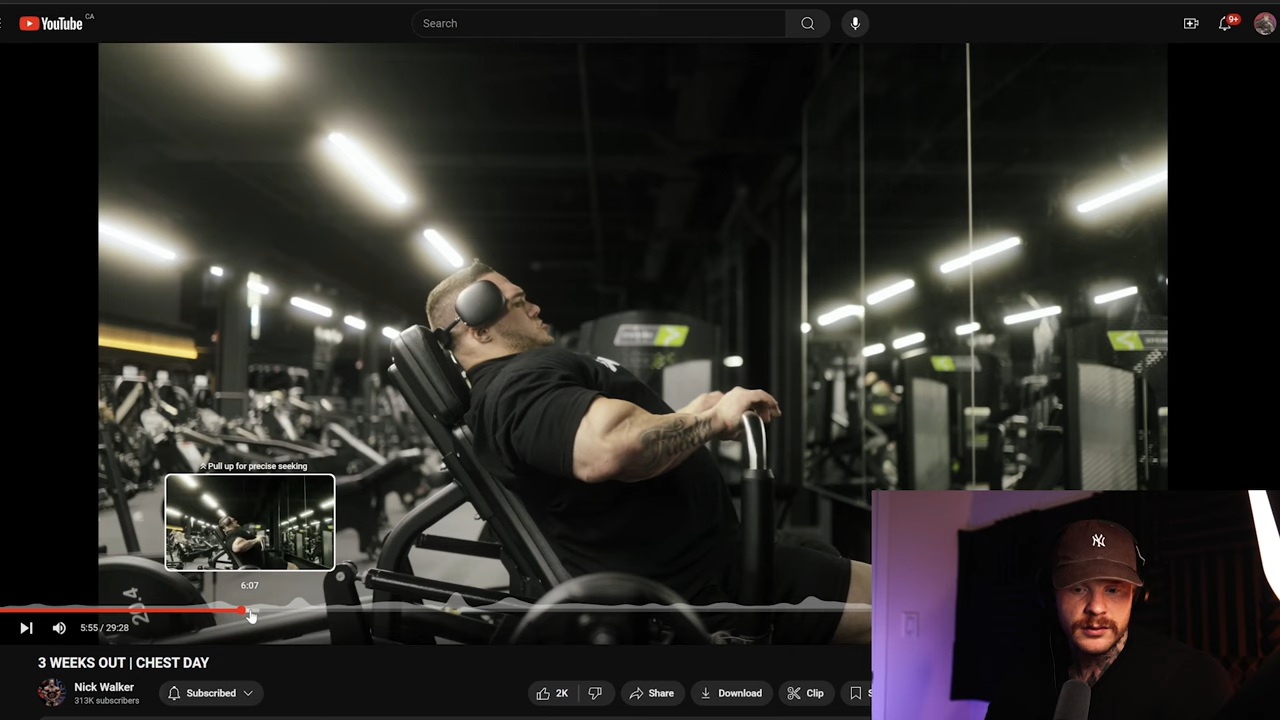 YouTube CA
Search
9+
Pull up for precise seeking
6:07
5:55 / 29:28
3 WEEKS OUT | CHEST DAY
Nick Walker
313K subscribers
Subscribed
2K
Share
Download
Clip
S
NY